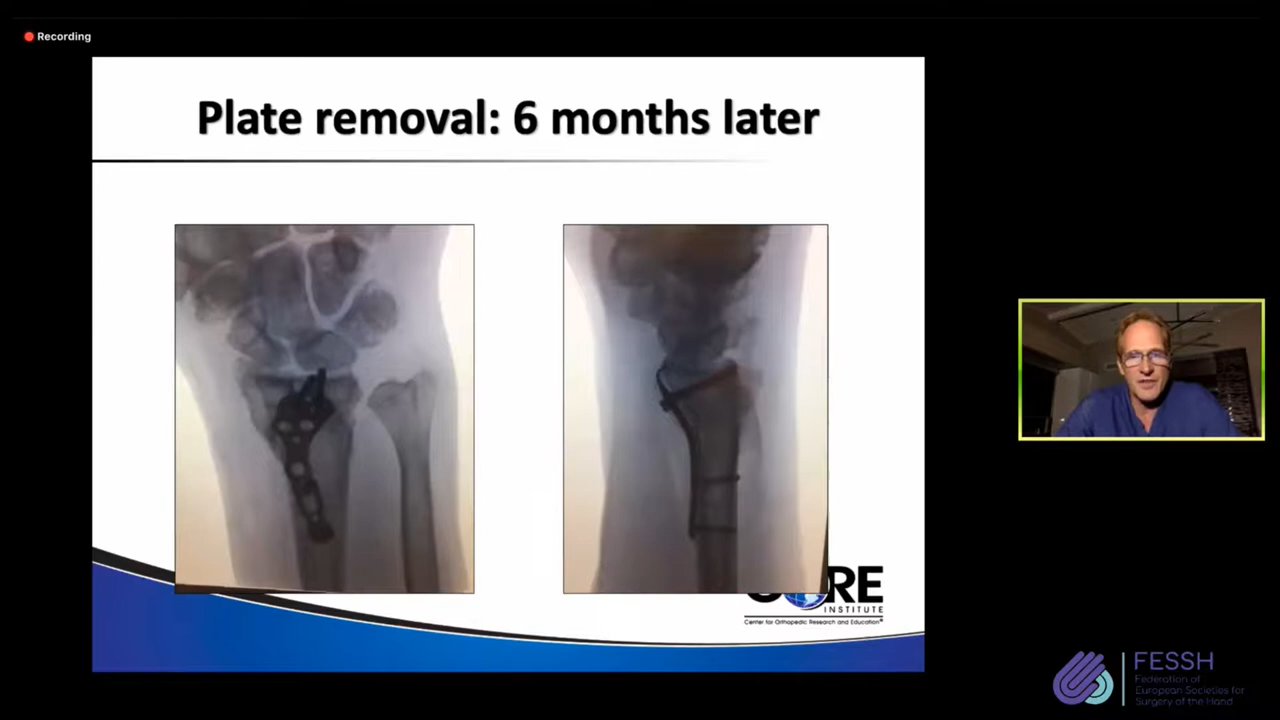 Recording
Plate removal: 6 months later
INSTITUTE
Center for Orthopedic Research and Education®
FESSH
Federation of
European Societies for
Surgery of the Hand